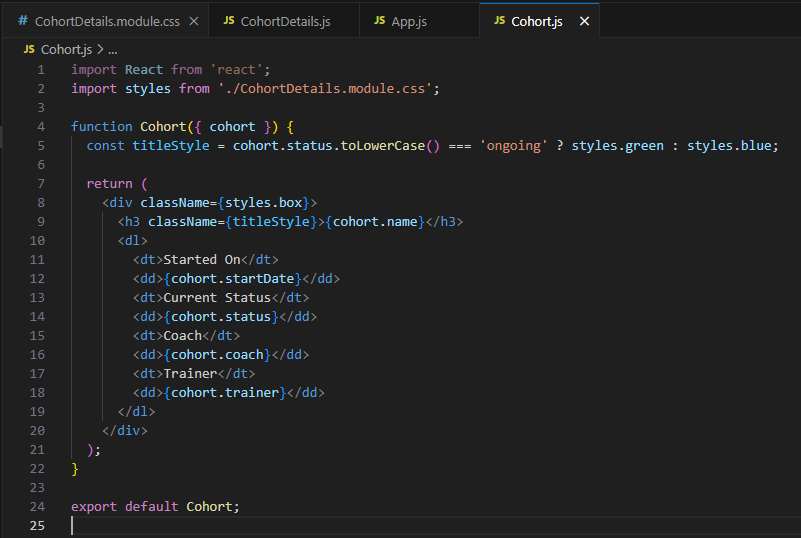 # CohortDetails.module.css ×
JS CohortDetails.js
JS App.js
JS Cohort.js ×
JS Cohort.js > ...
1 import React from 'react';
2 import styles from './CohortDetails.module.css';
3
4 function Cohort({ cohort }) {
5   const titleStyle = cohort.status.toLowerCase() === 'ongoing' ? styles.green : styles.blue;
6
7   return (
8     <div className={styles.box}>
9       <h3 className={titleStyle}>{cohort.name}</h3>
10       <dl>
11         <dt>Started On</dt>
12         <dd>{cohort.startDate}</dd>
13         <dt>Current Status</dt>
14         <dd>{cohort.status}</dd>
15         <dt>Coach</dt>
16         <dd>{cohort.coach}</dd>
17         <dt>Trainer</dt>
18         <dd>{cohort.trainer}</dd>
19       </dl>
20     </div>
21   );
22 }
23
24 export default Cohort;
25